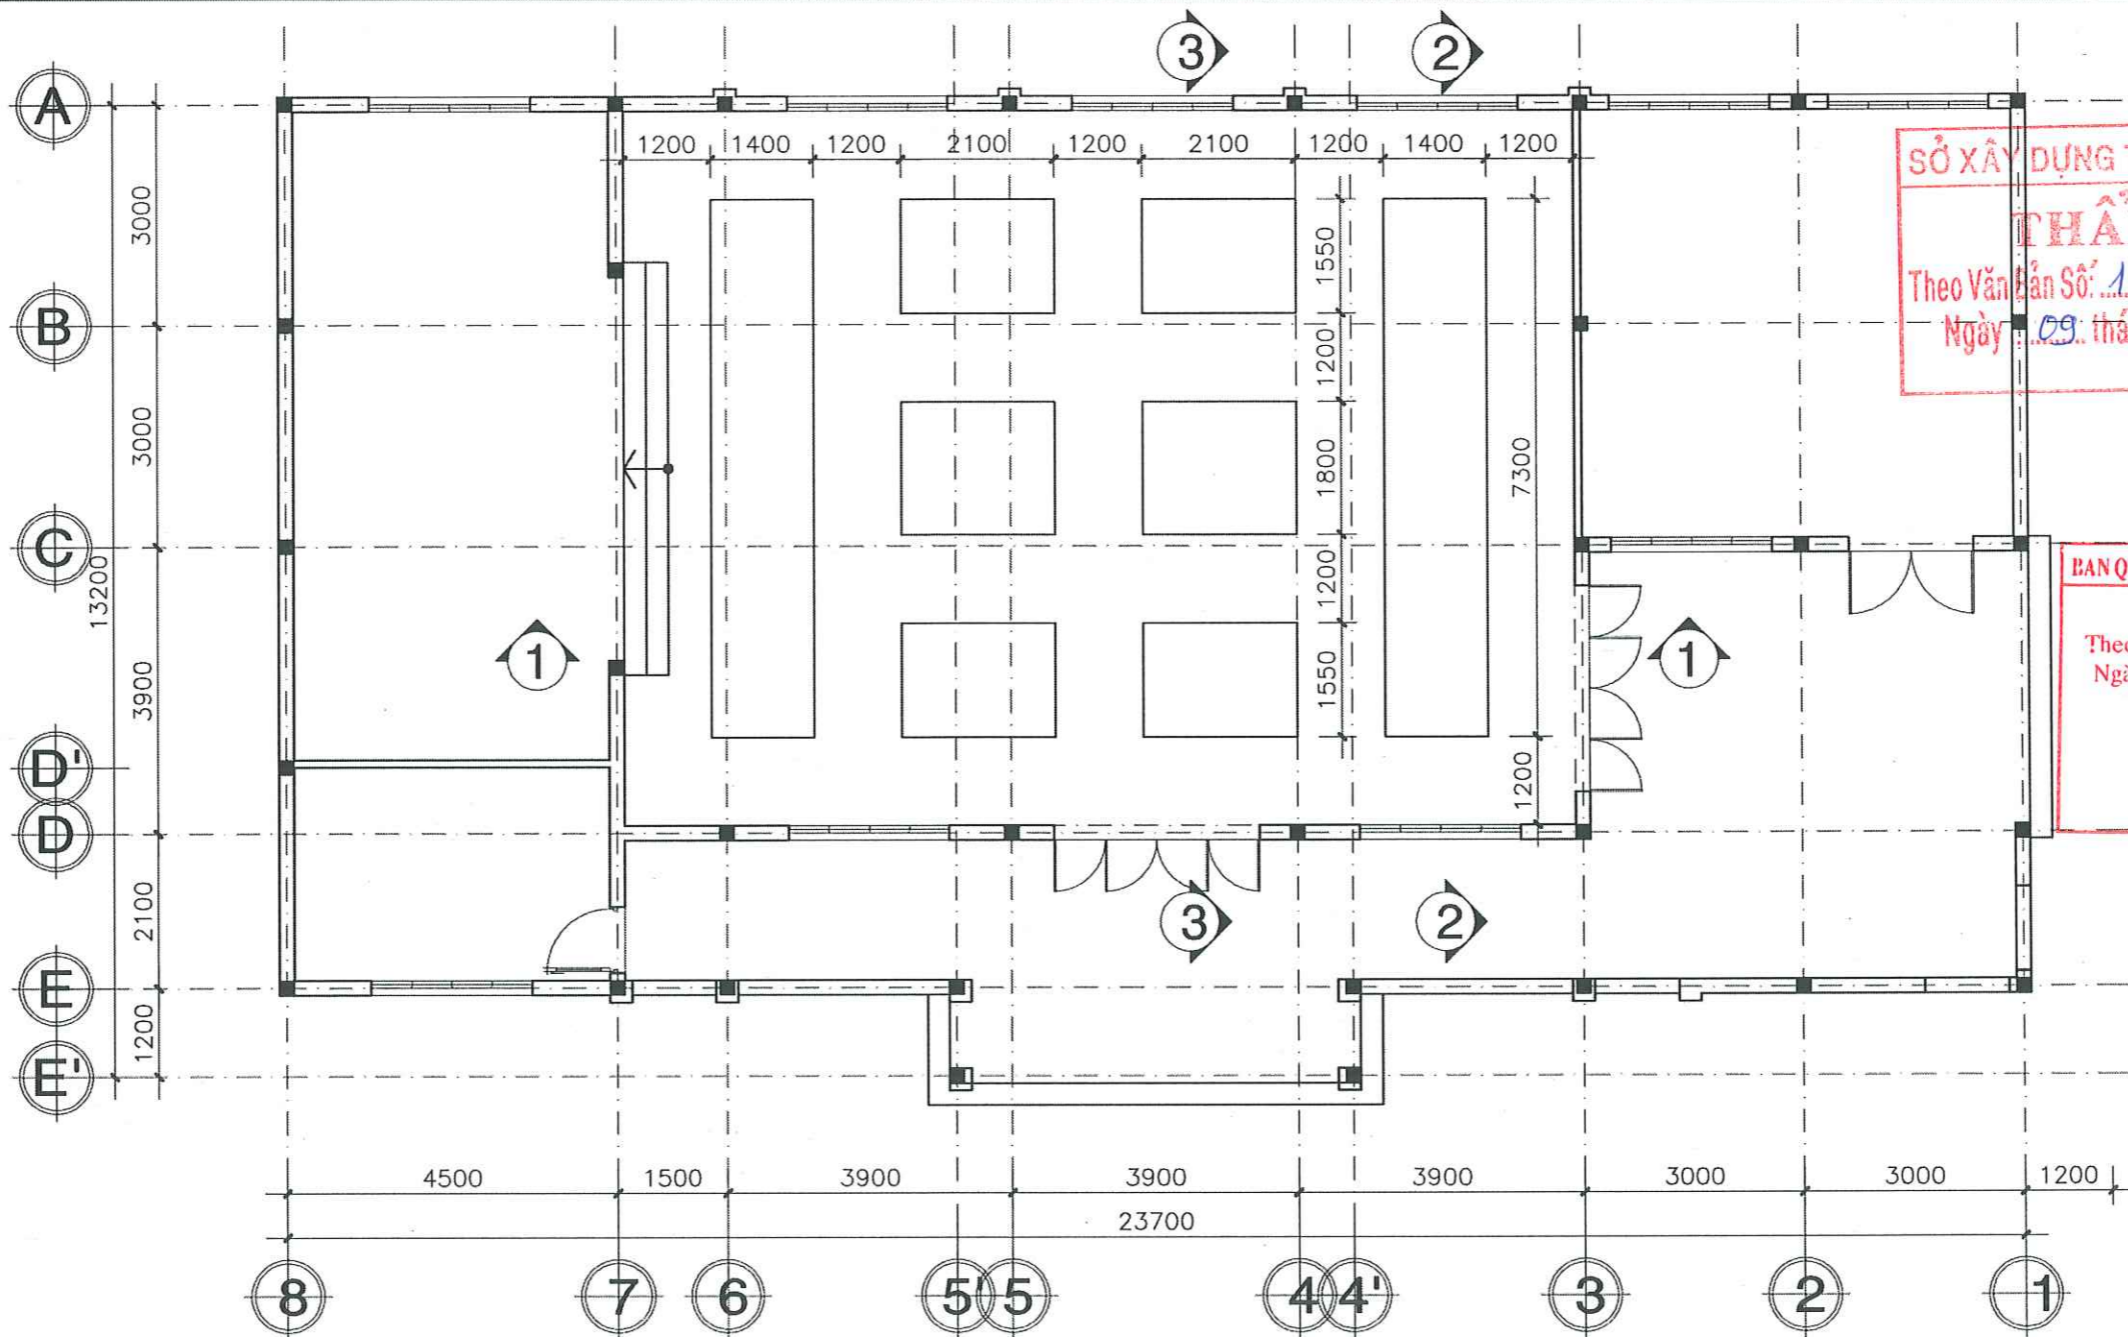 3 2
A
1200 1400 1200 2100 1200 2100 1200 1400 1200
SỞ XÂY DỰNG
Theo Văn Bản Số: 1
Ngày 09
3000
1550
B
1200
3000
1800
7300
C
BAN Q
13200
1200
Theo
1 1
3900
1550
D'
1200
D
2100
3 2
E
1200
E'
4500 1500 3900 3900 3900 3000 3000 1200
23700
8 7 6 5' 5 4 4' 3 2 1